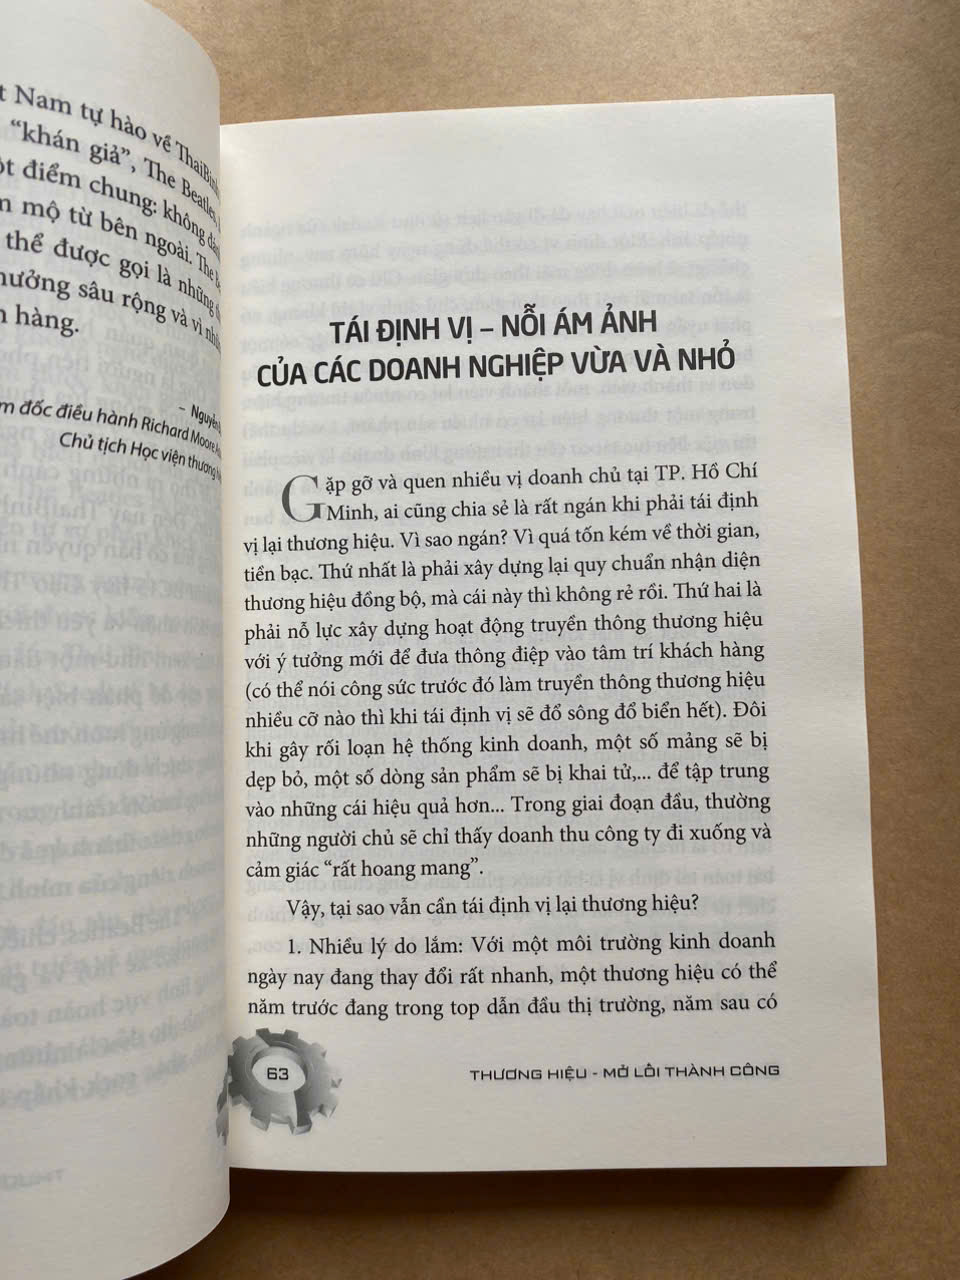 t Nam tự hào về ThaiBinh
“khán giả”, The Beatles,
ột điểm chung: không
n mộ từ bên ngoài. The
thể được gọi là những
hưởng sâu rộng và vì
n hàng.
– Nguyễn
m đốc điều hành Richard Moore
Chủ tịch Học viện thương
TÁI ĐỊNH VỊ – NỖI ÁM ẢNH
CỦA CÁC DOANH NGHIỆP VỪA VÀ NHỎ
Gặp gỡ và quen nhiều vị doanh chủ tại TP. Hồ Chí
Minh, ai cũng chia sẻ là rất ngán khi phải tái định
vị lại thương hiệu. Vì sao ngán? Vì quá tốn kém về thời gian,
tiền bạc. Thứ nhất là phải xây dựng lại quy chuẩn nhận diện
thương hiệu đồng bộ, mà cái này thì không rẻ rồi. Thứ hai là
phải nỗ lực xây dựng hoạt động truyền thông thương hiệu
với ý tưởng mới để đưa thông điệp vào tâm trí khách hàng
(có thể nói công sức trước đó làm truyền thông thương hiệu
nhiều cỡ nào thì khi tái định vị sẽ đổ sông đổ biển hết). Đôi
khi gây rối loạn hệ thống kinh doanh, một số mảng sẽ bị
dẹp bỏ, một số dòng sản phẩm sẽ bị khai tử,... để tập trung
vào những cái hiệu quả hơn... Trong giai đoạn đầu, thường
những người chủ sẽ chỉ thấy doanh thu công ty đi xuống và
cảm giác “rất hoang mang”.
Vậy, tại sao vẫn cần tái định vị lại thương hiệu?
1. Nhiều lý do lắm: Với một môi trường kinh doanh
ngày nay đang thay đổi rất nhanh, một thương hiệu có thể
năm trước đang trong top dẫn đầu thị trường, năm sau có
63
THƯƠNG HIỆU - MỞ LỐI THÀNH CÔNG